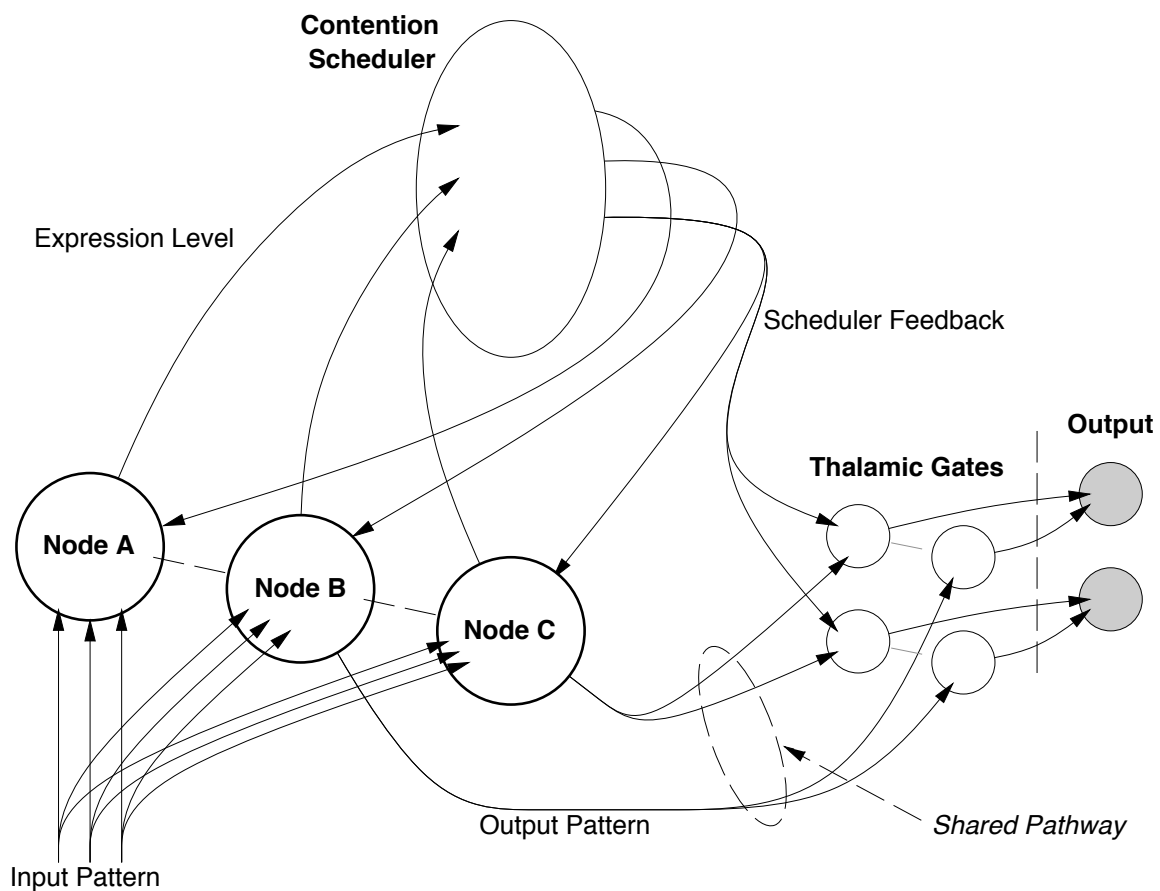 Contention
Scheduler
Expression Level
Scheduler Feedback
Output
Thalamic Gates
Node A
Node B
Node C
Output Pattern
Shared Pathway
Input Pattern